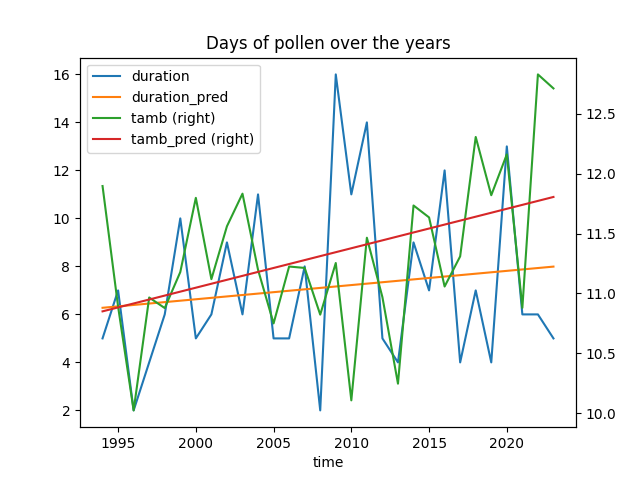 Days of pollen over the years
duration
duration_pred
tamb (right)
tamb_pred (right)
16
14
12
10
8
6
4
2
12.5
12.0
11.5
11.0
10.5
10.0
1995 2000 2005 2010 2015 2020
time